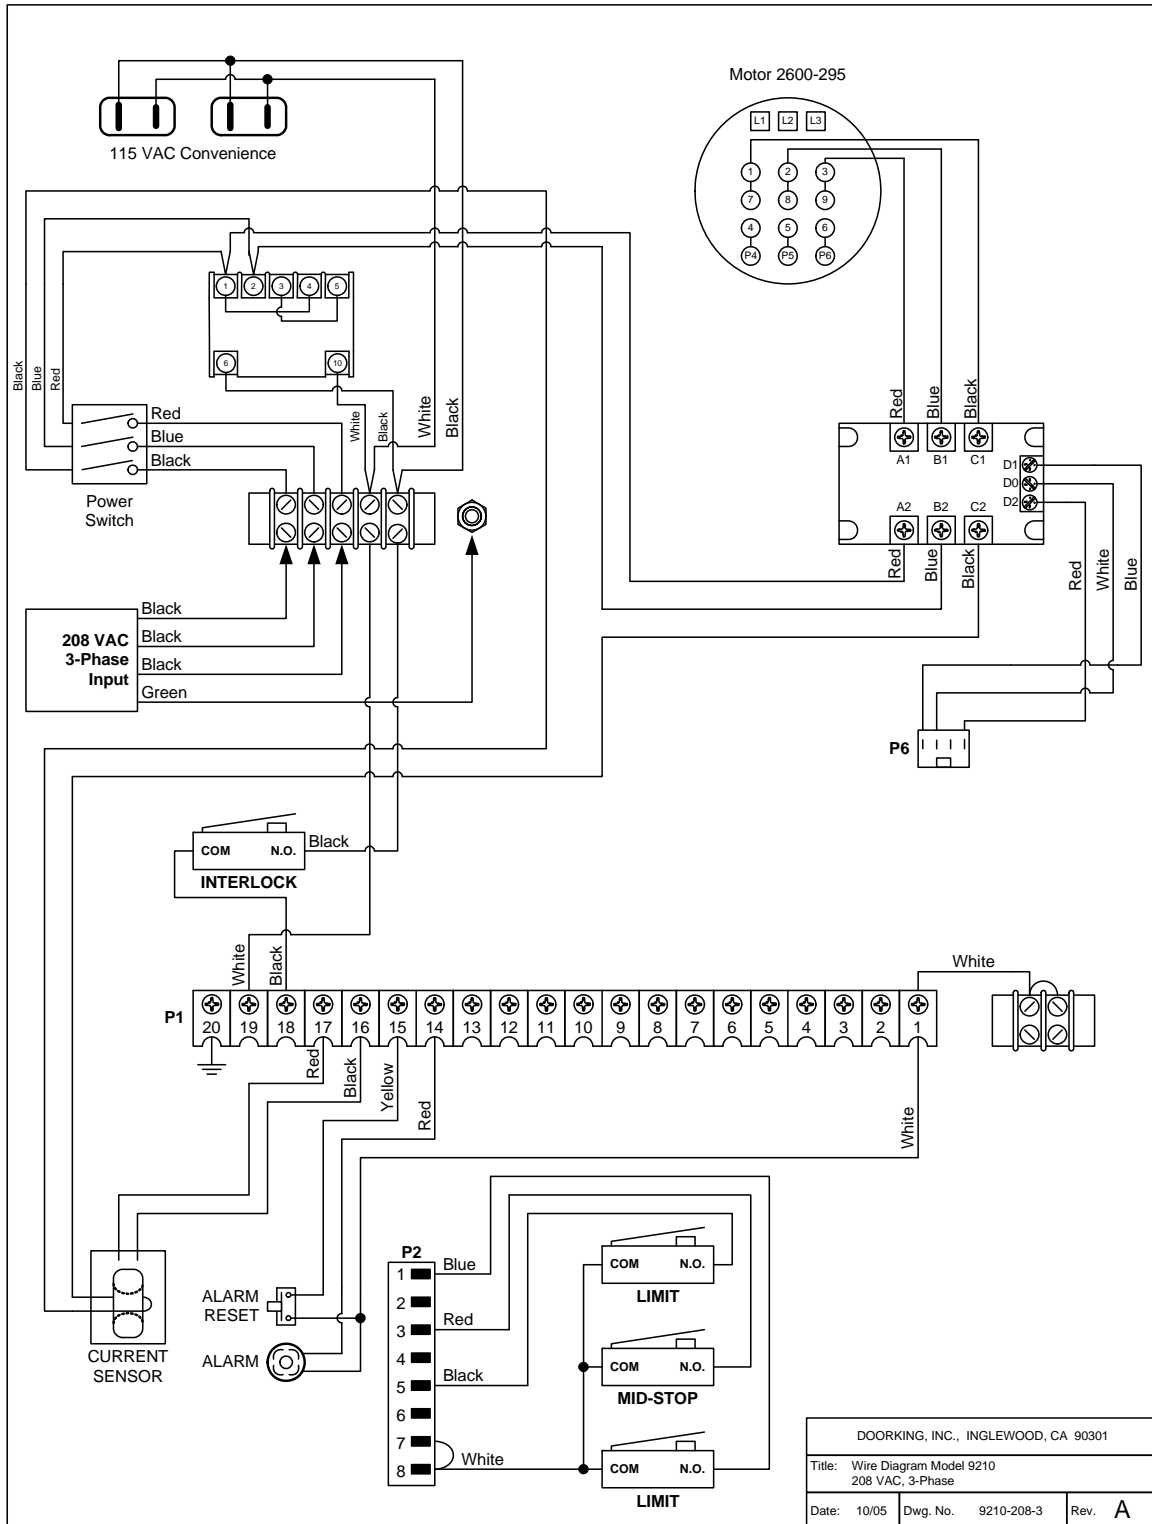 Motor 2600-295
L1 L2 L3
1 2 3
7 8 9
4 5 6
P4 P5 P6
115 VAC Convenience
1 2 3 4 5
6 10
Black
Blue
Red
White
Black
White
Black
Red
Blue
Black
Power
Switch
Red
Blue
Black
A1 B1 C1
D1
D0
D2
A2 B2 C2
Red
Blue
Black
Red
White
Blue
208 VAC
3-Phase
Input
Black
Black
Black
Green
P6
COM N.O.
Black
INTERLOCK
White
Black
White
P1
20 19 18 17 16 15 14 13 12 11 10 9 8 7 6 5 4 3 2 1
Red
Black
Yellow
Red
White
CURRENT
SENSOR
ALARM
RESET
ALARM
P2
1
2
3
4
5
6
7
8
Blue
Red
Black
White
COM N.O.
LIMIT
COM N.O.
MID-STOP
COM N.O.
LIMIT
DOORKING, INC., INGLEWOOD, CA 90301
Title: Wire Diagram Model 9210
208 VAC, 3-Phase
Date: 10/05 Dwg. No. 9210-208-3 Rev. A